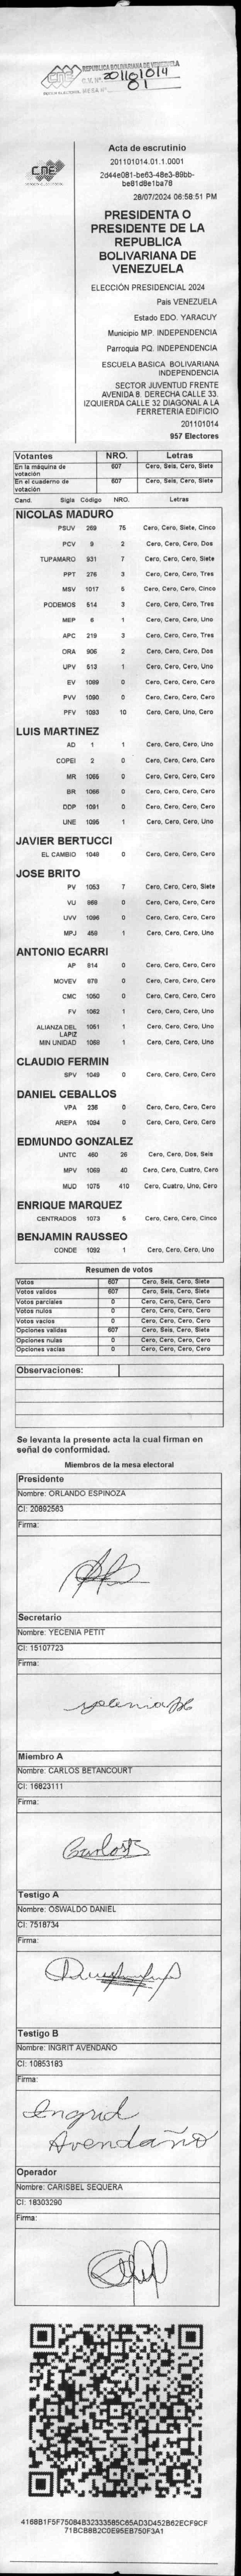 REPUBLICA BOLIVARIANA DE VENEZUELA
CNE
C.V. Nº 201101014
MESA Nº 01
CNE
Acta de escrutinio
201101014.01.1.0001
2d44e081-be63-48e3-89bb-
be81d8e1ba78
28/07/2024 06:58:51 PM
PRESIDENTA O
PRESIDENTE DE LA
REPUBLICA
BOLIVARIANA DE
VENEZUELA
ELECCIÓN PRESIDENCIAL 2024
Pais VENEZUELA
Estado EDO. YARACUY
Municipio MP. INDEPENDENCIA
Parroquia PQ. INDEPENDENCIA
ESCUELA BASICA BOLIVARIANA
INDEPENDENCIA
SECTOR JUVENTUD FRENTE
AVENIDA 8. DERECHA CALLE 33.
IZQUIERDA CALLE 32 DIAGONAL A LA
FERRETERIA EDIFICIO
201101014
957 Electores
Votantes NRO. Letras
En la máquina de votación 607 Cero, Seis, Cero, Siete
En el cuaderno de votación 607 Cero, Seis, Cero, Siete
Cand. Sigla Código NRO. Letras
NICOLAS MADURO
PSUV 269 75 Cero, Cero, Siete, Cinco
PCV 9 2 Cero, Cero, Cero, Dos
TUPAMARO 931 7 Cero, Cero, Cero, Siete
PPT 276 3 Cero, Cero, Cero, Tres
MSV 1017 5 Cero, Cero, Cero, Cinco
PODEMOS 514 3 Cero, Cero, Cero, Tres
MEP 6 1 Cero, Cero, Cero, Uno
APC 219 3 Cero, Cero, Cero, Tres
ORA 906 2 Cero, Cero, Cero, Dos
UPV 513 1 Cero, Cero, Cero, Uno
EV 1089 0 Cero, Cero, Cero, Cero
PVV 1090 0 Cero, Cero, Cero, Cero
PFV 1093 10 Cero, Cero, Uno, Cero
LUIS MARTINEZ
AD 1 1 Cero, Cero, Cero, Uno
COPEI 2 0 Cero, Cero, Cero, Cero
MR 1065 0 Cero, Cero, Cero, Cero
BR 1066 0 Cero, Cero, Cero, Cero
DDP 1091 0 Cero, Cero, Cero, Cero
UNE 1095 1 Cero, Cero, Cero, Uno
JAVIER BERTUCCI
EL CAMBIO 1048 0 Cero, Cero, Cero, Cero
JOSE BRITO
PV 1053 7 Cero, Cero, Cero, Siete
VU 868 0 Cero, Cero, Cero, Cero
UVV 1096 0 Cero, Cero, Cero, Cero
MPJ 458 1 Cero, Cero, Cero, Uno
ANTONIO ECARRI
AP 814 0 Cero, Cero, Cero, Cero
MOVEV 879 0 Cero, Cero, Cero, Cero
CMC 1050 0 Cero, Cero, Cero, Cero
FV 1062 1 Cero, Cero, Cero, Uno
ALIANZA DEL LAPIZ 1051 1 Cero, Cero, Cero, Uno
MIN UNIDAD 1069 1 Cero, Cero, Cero, Uno
CLAUDIO FERMIN
SPV 1049 0 Cero, Cero, Cero, Cero
DANIEL CEBALLOS
VPA 236 0 Cero, Cero, Cero, Cero
AREPA 1094 0 Cero, Cero, Cero, Cero
EDMUNDO GONZALEZ
UNTC 460 26 Cero, Cero, Dos, Seis
MPV 1069 40 Cero, Cero, Cuatro, Cero
MUD 1075 410 Cero, Cuatro, Uno, Cero
ENRIQUE MARQUEZ
CENTRADOS 1073 5 Cero, Cero, Cero, Cinco
BENJAMIN RAUSSEO
CONDE 1092 1 Cero, Cero, Cero, Uno
Resumen de votos
Votos 607 Cero, Seis, Cero, Siete
Votos validos 607 Cero, Seis, Cero, Siete
Votos parciales 0 Cero, Cero, Cero, Cero
Votos nulos 0 Cero, Cero, Cero, Cero
Votos vacios 0 Cero, Cero, Cero, Cero
Opciones validas 607 Cero, Seis, Cero, Siete
Opciones nulas 0 Cero, Cero, Cero, Cero
Opciones vacias 0 Cero, Cero, Cero, Cero
Observaciones:
Se levanta la presente acta la cual firman en
señal de conformidad.
Miembros de la mesa electoral
Presidente
Nombre: ORLANDO ESPINOZA
CI: 20892563
Firma:
Secretario
Nombre: YECENIA PETIT
CI: 15107723
Firma:
Miembro A
Nombre: CARLOS BETANCOURT
CI: 16823111
Firma:
Carlos B
Testigo A
Nombre: OSWALDO DANIEL
CI: 7518734
Firma:
Testigo B
Nombre: INGRIT AVENDAÑO
CI: 10853183
Firma:
Ingrid
Avendaño
Operador
Nombre: CARISBEL SEQUERA
CI: 18303290
Firma:
4168B1F5F75084B32333585C65AD3D452B62ECF9CF
71BCB8B2C0E95EB750F3A1